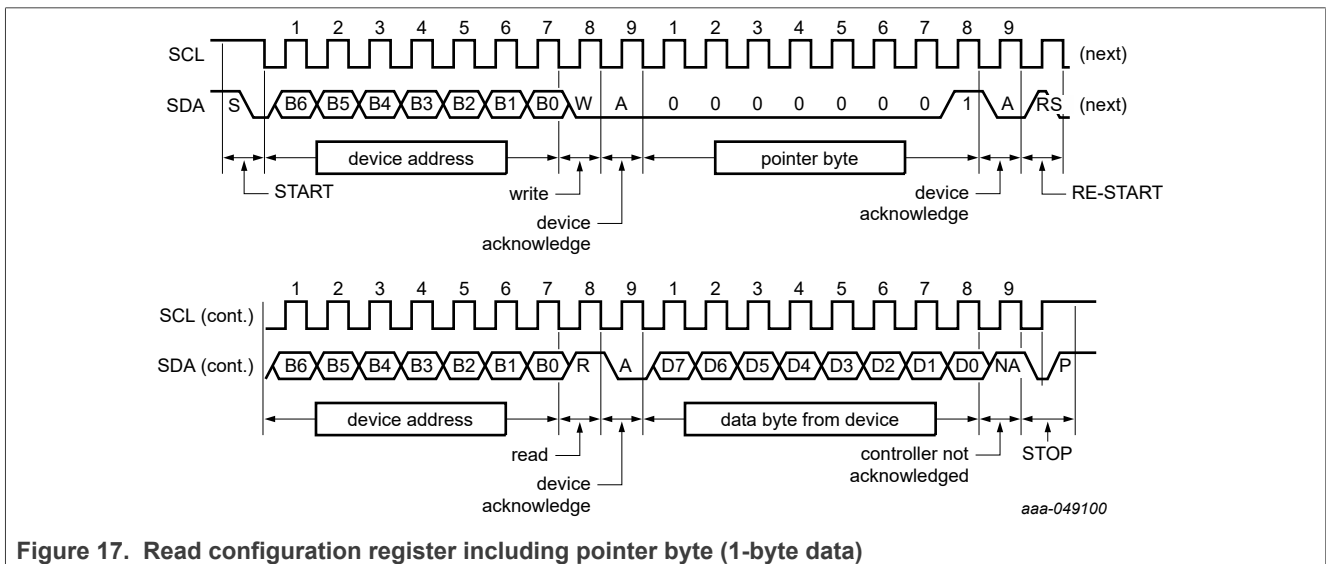 1 2 3 4 5 6 7 8 9 1 2 3 4 5 6 7 8 9
SCL (next)
SDA S B6 B5 B4 B3 B2 B1 B0 W A 0 0 0 0 0 0 0 1 A RS (next)
device address pointer byte
START write device RE-START
device acknowledge
acknowledge
1 2 3 4 5 6 7 8 9 1 2 3 4 5 6 7 8 9
SCL (cont.)
SDA (cont.) B6 B5 B4 B3 B2 B1 B0 R A D7 D6 D5 D4 D3 D2 D1 D0 NA P
device address data byte from device
read controller not STOP
device acknowledged
acknowledge
aaa-049100
Figure 17. Read configuration register including pointer byte (1-byte data)